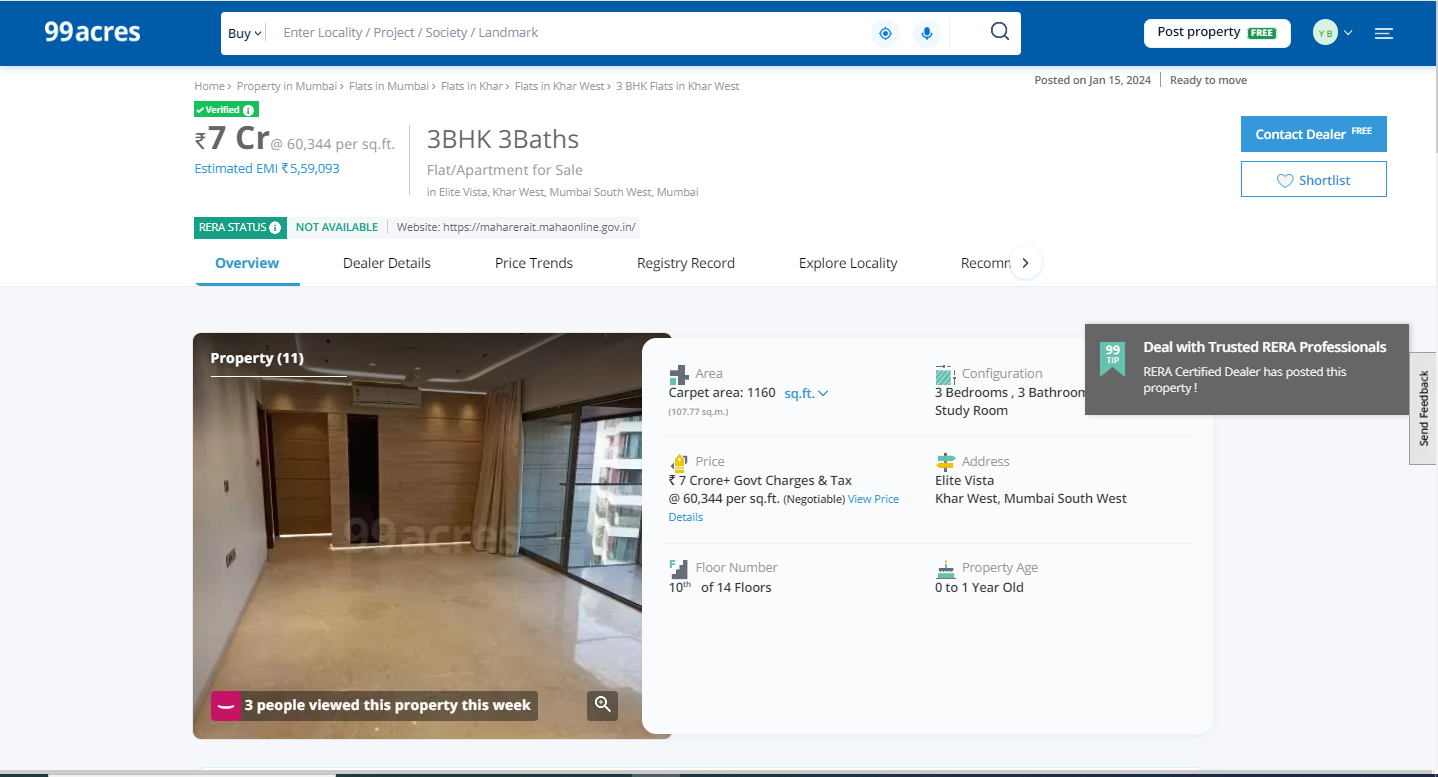 99acres
Buy
Enter Locality / Project / Society / Landmark
Post property FREE
Y B
Home › Property in Mumbai › Flats in Mumbai › Flats in Khar › Flats in Khar West › 3 BHK Flats in Khar West
Posted on Jan 15, 2024 | Ready to move
Verified
₹7 Cr @ 60,344 per sq.ft.
Estimated EMI ₹5,59,093
3BHK 3Baths
Flat/Apartment for Sale
in Elite Vista, Khar West, Mumbai South West, Mumbai
Contact Dealer FREE
Shortlist
RERA STATUS NOT AVAILABLE Website: https://maharerait.mahaonline.gov.in/
Overview
Dealer Details
Price Trends
Registry Record
Explore Locality
Recomm
Property (11)
99acres
3 people viewed this property this week
Area
Carpet area: 1160 sq.ft.
(107.77 sq.m.)
Configuration
3 Bedrooms , 3 Bathroom
Study Room
Price
₹ 7 Crore+ Govt Charges & Tax
@ 60,344 per sq.ft. (Negotiable) View Price
Details
Address
Elite Vista
Khar West, Mumbai South West
Floor Number
10th of 14 Floors
Property Age
0 to 1 Year Old
99
TIP
Deal with Trusted RERA Professionals
RERA Certified Dealer has posted this
property !
Send Feedback